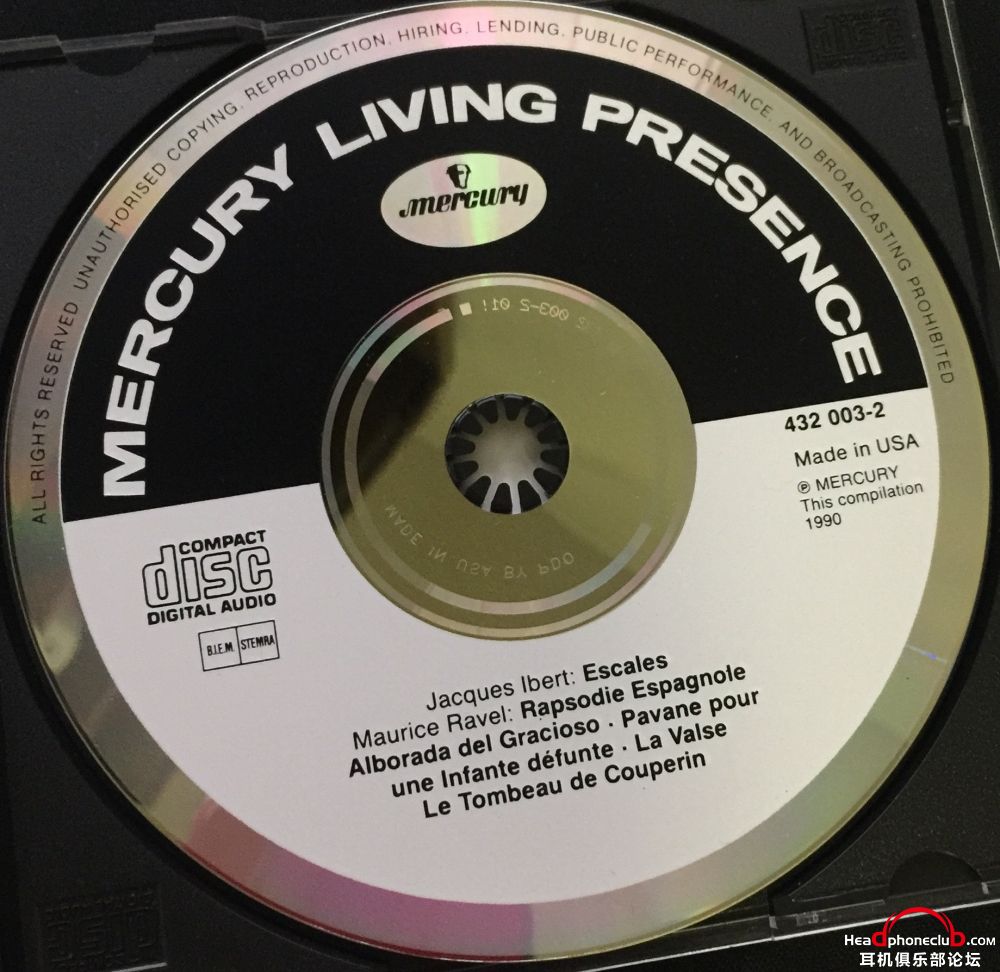 ALL RIGHTS RESERVED UNAUTHORISED COPYING. REPRODUCTION. HIRING. LENDING. PUBLIC PERFORMANCE. AND BROADCASTING PROHIBITED
MERCURY LIVING PRESENCE
mercury
003-2 01!
MADE IN USA BY PDO
432 003-2
Made in USA
Ⓟ MERCURY
This compilation
1990
COMPACT
disc
DIGITAL AUDIO
B.I.E.M. STEMRA
Jacques Ibert: Escales
Maurice Ravel: Rapsodie Espagnole
Alborada del Gracioso · Pavane pour
une Infante défunte · La Valse
Le Tombeau de Couperin
Headphoneclub.com
耳机俱乐部论坛